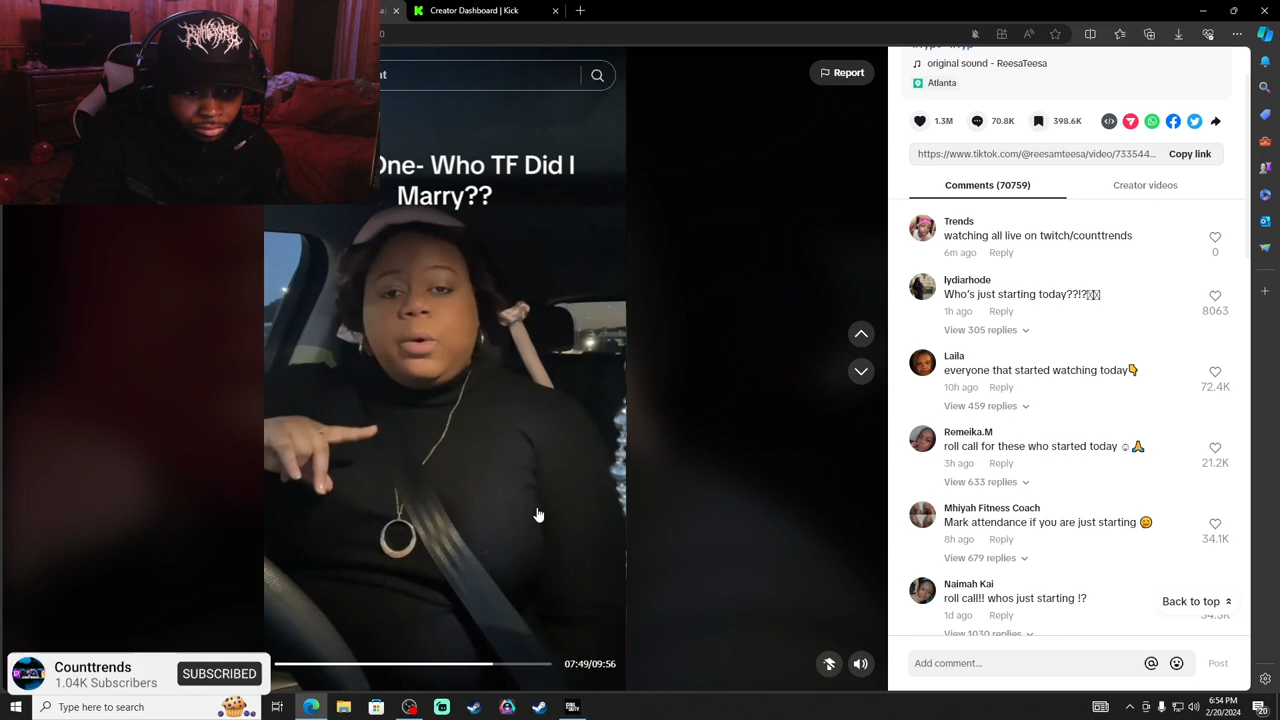 Creator Dashboard | Kick
nt
Report
original sound - ReesaTeesa
Atlanta
1.3M
70.8K
398.6K
https://www.tiktok.com/@reesamteesa/video/733544...
Copy link
Comments (70759)
Creator videos
One- Who TF Did I
Marry??
Trends
watching all live on twitch/counttrends
6m ago
Reply
0
lydiarhode
Who's just starting today??!?
1h ago
Reply
8063
View 305 replies
Laila
everyone that started watching today👇
10h ago
Reply
72.4K
View 459 replies
Remeika.M
roll call for these who started today ☺🙏
3h ago
Reply
21.2K
View 633 replies
Mhiyah Fitness Coach
Mark attendance if you are just starting 😊
8h ago
Reply
34.1K
View 679 replies
Naimah Kai
roll call!! whos just starting !?
1d ago
Reply
View 1030 replies
Back to top
Add comment...
Post
07:49/09:56
Counttrends
1.04K Subscribers
SUBSCRIBED
Type here to search
6:54 PM
2/20/2024